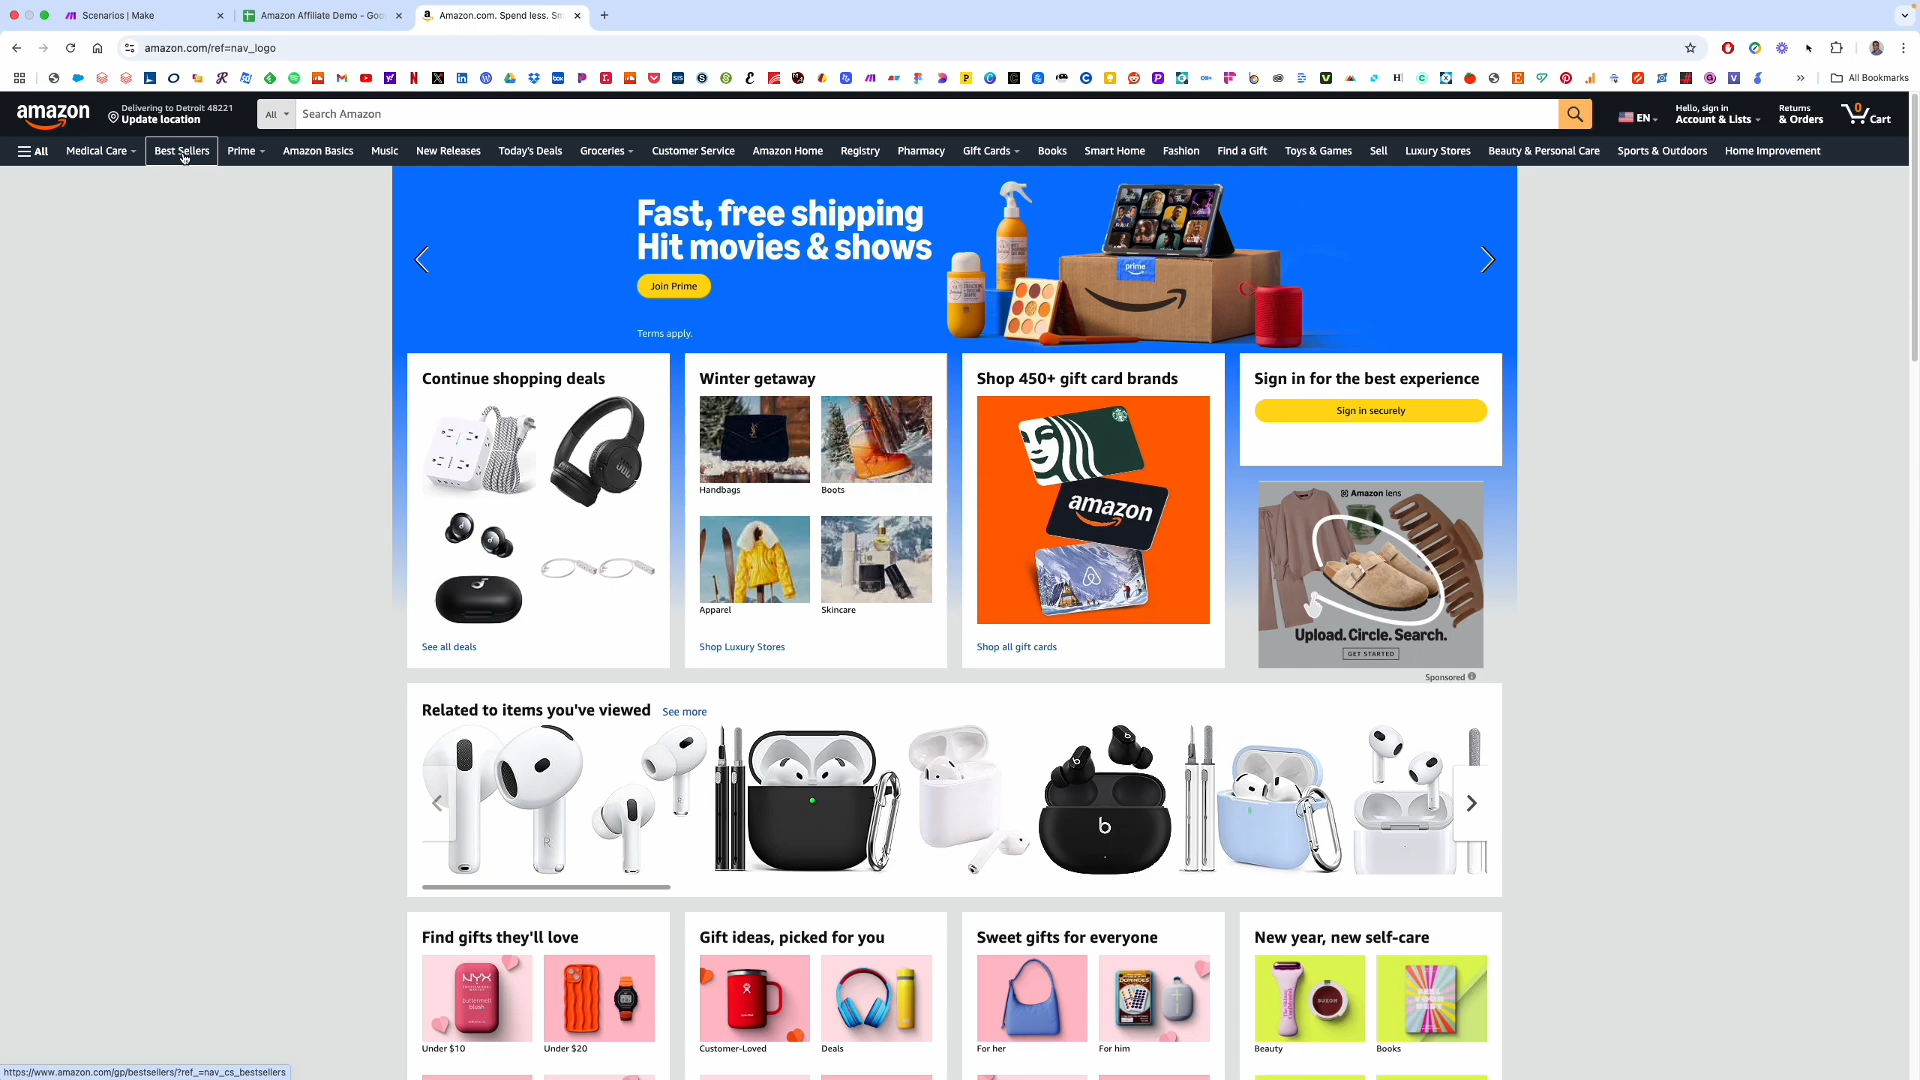 Scenarios | Make
Amazon Affiliate Demo - Goo
Amazon.com. Spend less. Sm
amazon.com/ref=nav_logo
All Bookmarks
amazon
Delivering to Detroit 48221
Update location
All
Search Amazon
EN
Hello, sign in
Account & Lists
Returns
& Orders
0
Cart
All
Medical Care
Best Sellers
Prime
Amazon Basics
Music
New Releases
Today's Deals
Groceries
Customer Service
Amazon Home
Registry
Pharmacy
Gift Cards
Books
Smart Home
Fashion
Find a Gift
Toys & Games
Sell
Luxury Stores
Beauty & Personal Care
Sports & Outdoors
Home Improvement
Fast, free shipping
Hit movies & shows
Join Prime
Terms apply.
prime
Continue shopping deals
See all deals
Winter getaway
Handbags
Boots
Apparel
Skincare
Shop Luxury Stores
Shop 450+ gift card brands
amazon
Shop all gift cards
Sign in for the best experience
Sign in securely
Amazon lens
Upload. Circle. Search.
GET STARTED
Sponsored
Related to items you've viewed
See more
Find gifts they'll love
NYX
buttermelt
blush
Under $10
Under $20
Gift ideas, picked for you
Customer-Loved
Deals
Sweet gifts for everyone
DOMINOES
For her
For him
New year, new self-care
Beauty
Books
https://www.amazon.com/gp/bestsellers/?ref_=nav_cs_bestsellers